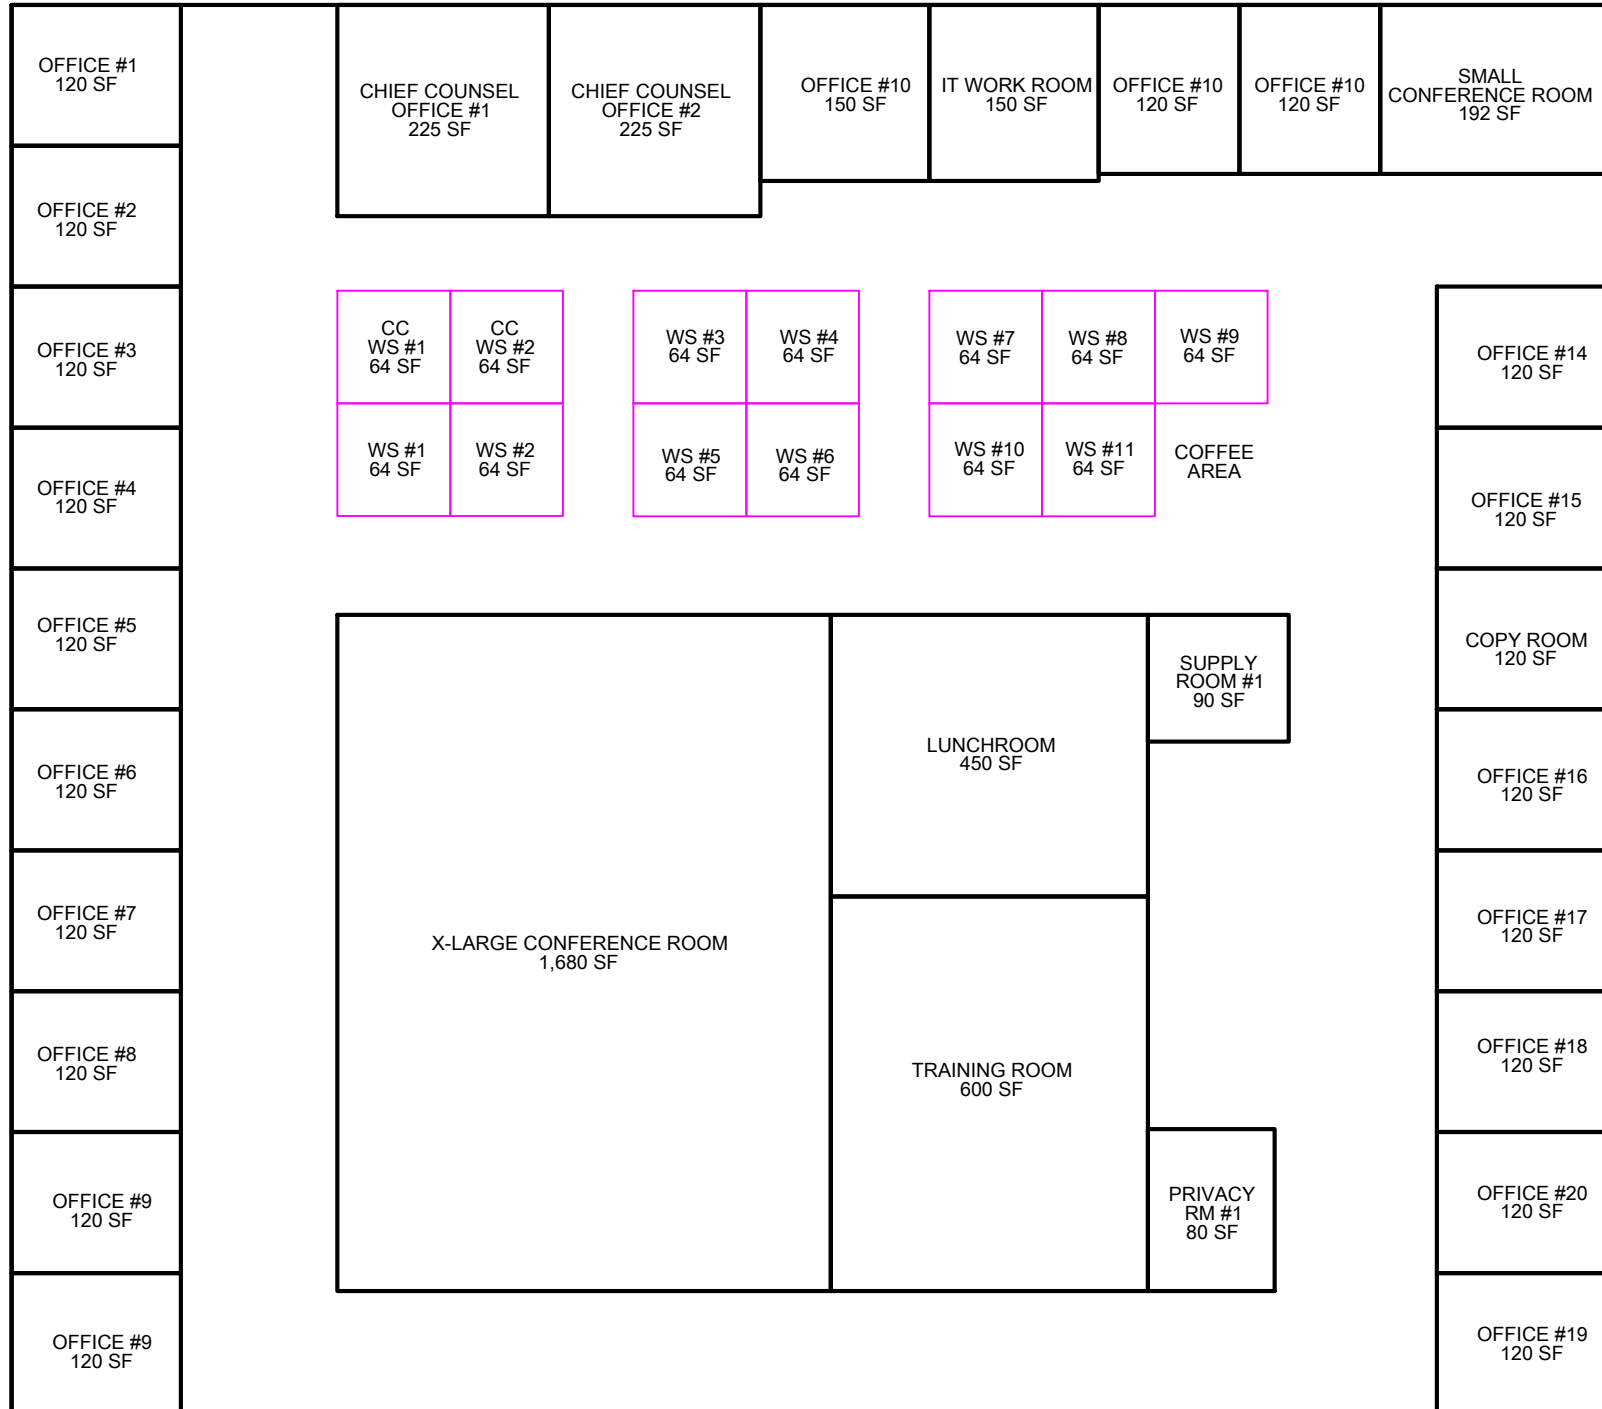 OFFICE #1
120 SF
CHIEF COUNSEL
OFFICE #1
225 SF
CHIEF COUNSEL
OFFICE #2
225 SF
OFFICE #10
150 SF
IT WORK ROOM
150 SF
OFFICE #10
120 SF
OFFICE #10
120 SF
SMALL
CONFERENCE ROOM
192 SF
OFFICE #2
120 SF
OFFICE #3
120 SF
CC
WS #1
64 SF
CC
WS #2
64 SF
WS #3
64 SF
WS #4
64 SF
WS #7
64 SF
WS #8
64 SF
WS #9
64 SF
OFFICE #14
120 SF
OFFICE #4
120 SF
WS #1
64 SF
WS #2
64 SF
WS #5
64 SF
WS #6
64 SF
WS #10
64 SF
WS #11
64 SF
COFFEE
AREA
OFFICE #15
120 SF
OFFICE #5
120 SF
SUPPLY
ROOM #1
90 SF
COPY ROOM
120 SF
OFFICE #6
120 SF
LUNCHROOM
450 SF
OFFICE #16
120 SF
OFFICE #7
120 SF
X-LARGE CONFERENCE ROOM
1,680 SF
OFFICE #17
120 SF
OFFICE #8
120 SF
TRAINING ROOM
600 SF
OFFICE #18
120 SF
OFFICE #9
120 SF
PRIVACY
RM #1
80 SF
OFFICE #20
120 SF
OFFICE #9
120 SF
OFFICE #19
120 SF